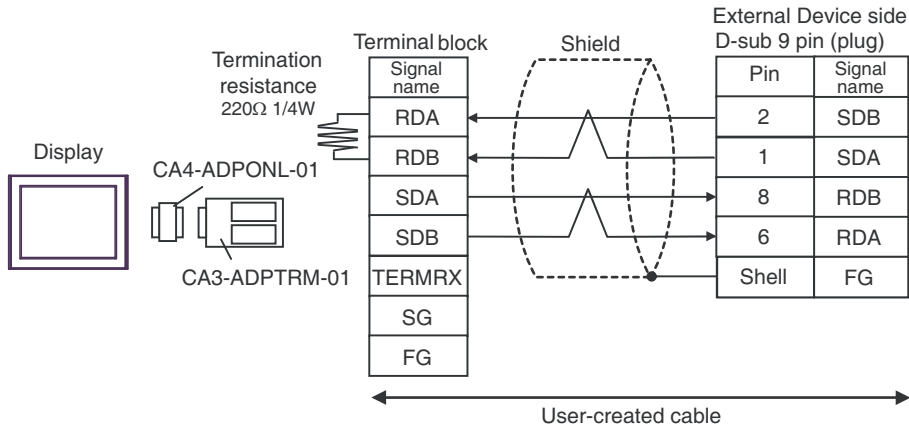 External Device side
D-sub 9 pin (plug)
Terminal block
Shield
Termination
resistance
220Ω 1/4W
Signal
name
Pin
Signal
name
RDA
2
SDB
RDB
1
SDA
Display
CA4-ADPONL-01
SDA
8
RDB
SDB
6
RDA
CA3-ADPTRM-01
TERMRX
Shell
FG
SG
FG
User-created cable